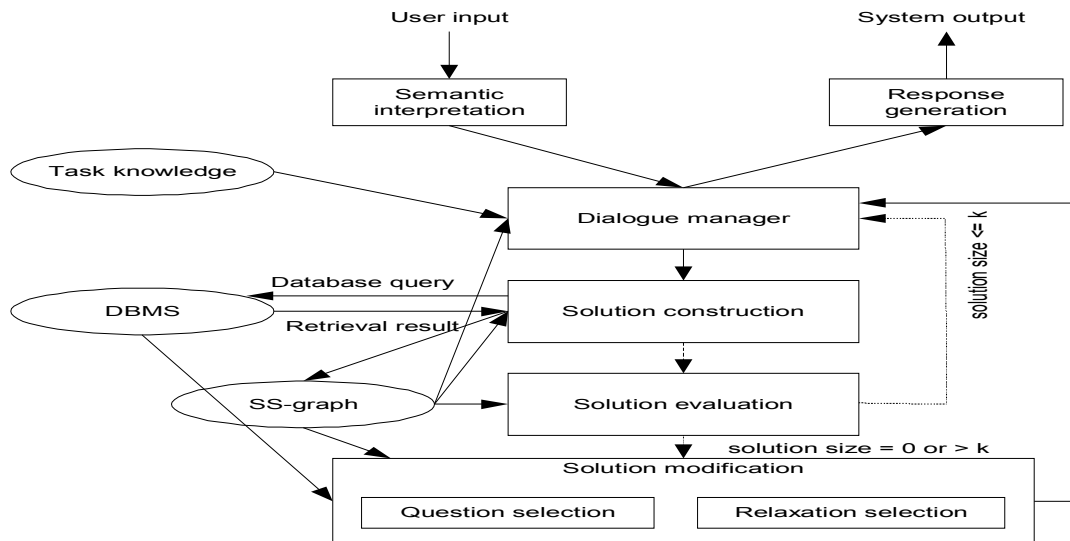 User input
System output
Semantic
interpretation
Response
generation
Task knowledge
Dialogue manager
solution size <= k
Database query
DBMS
Solution construction
Retrieval result
SS-graph
Solution evaluation
solution size = 0 or > k
Solution modification
Question selection
Relaxation selection